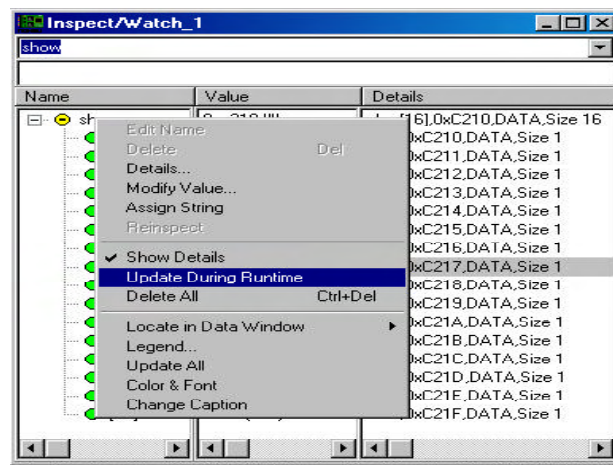 Inspect/Watch_1
show
Name Value Details
sh [16],0xC210,DATA,Size 16
Edit Name 0xC210,DATA,Size 1
Delete Del 0xC211,DATA,Size 1
Details... 0xC212,DATA,Size 1
Modify Value... 0xC213,DATA,Size 1
Assign String 0xC214,DATA,Size 1
Reinspect 0xC215,DATA,Size 1
0xC216,DATA,Size 1
Show Details
Update During Runtime 0xC217,DATA,Size 1
Delete All Ctrl+Del 0xC218,DATA,Size 1
0xC219,DATA,Size 1
Locate in Data Window 0xC21A,DATA,Size 1
Legend... 0xC21B,DATA,Size 1
Update All 0xC21C,DATA,Size 1
Color & Font 0xC21D,DATA,Size 1
Change Caption 0xC21E,DATA,Size 1
0xC21F,DATA,Size 1